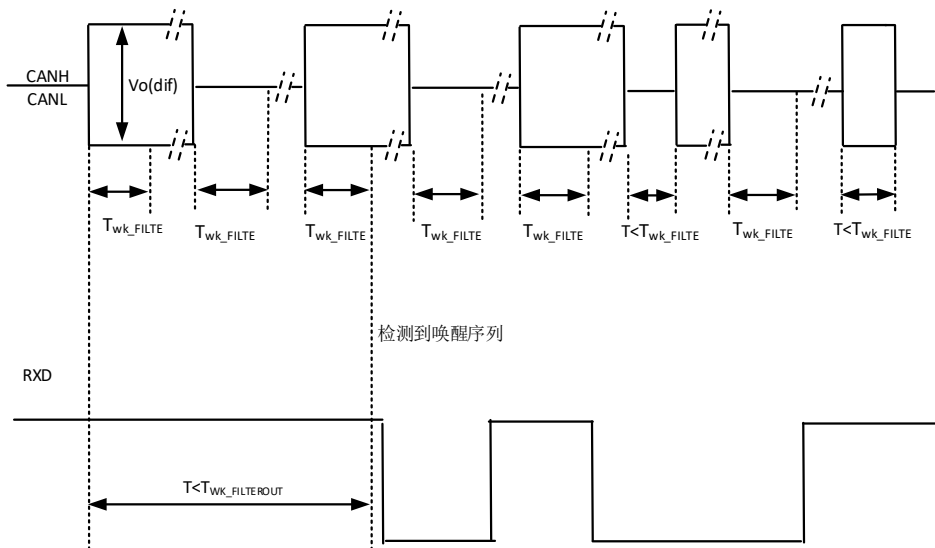 CANH
CANL
Vo(dif)
Twk_FILTE
Twk_FILTE
Twk_FILTE
Twk_FILTE
Twk_FILTE
T<Twk_FILTE
Twk_FILTE
T<Twk_FILTE
检测到唤醒序列
RXD
T<TWK_FILTEROUT